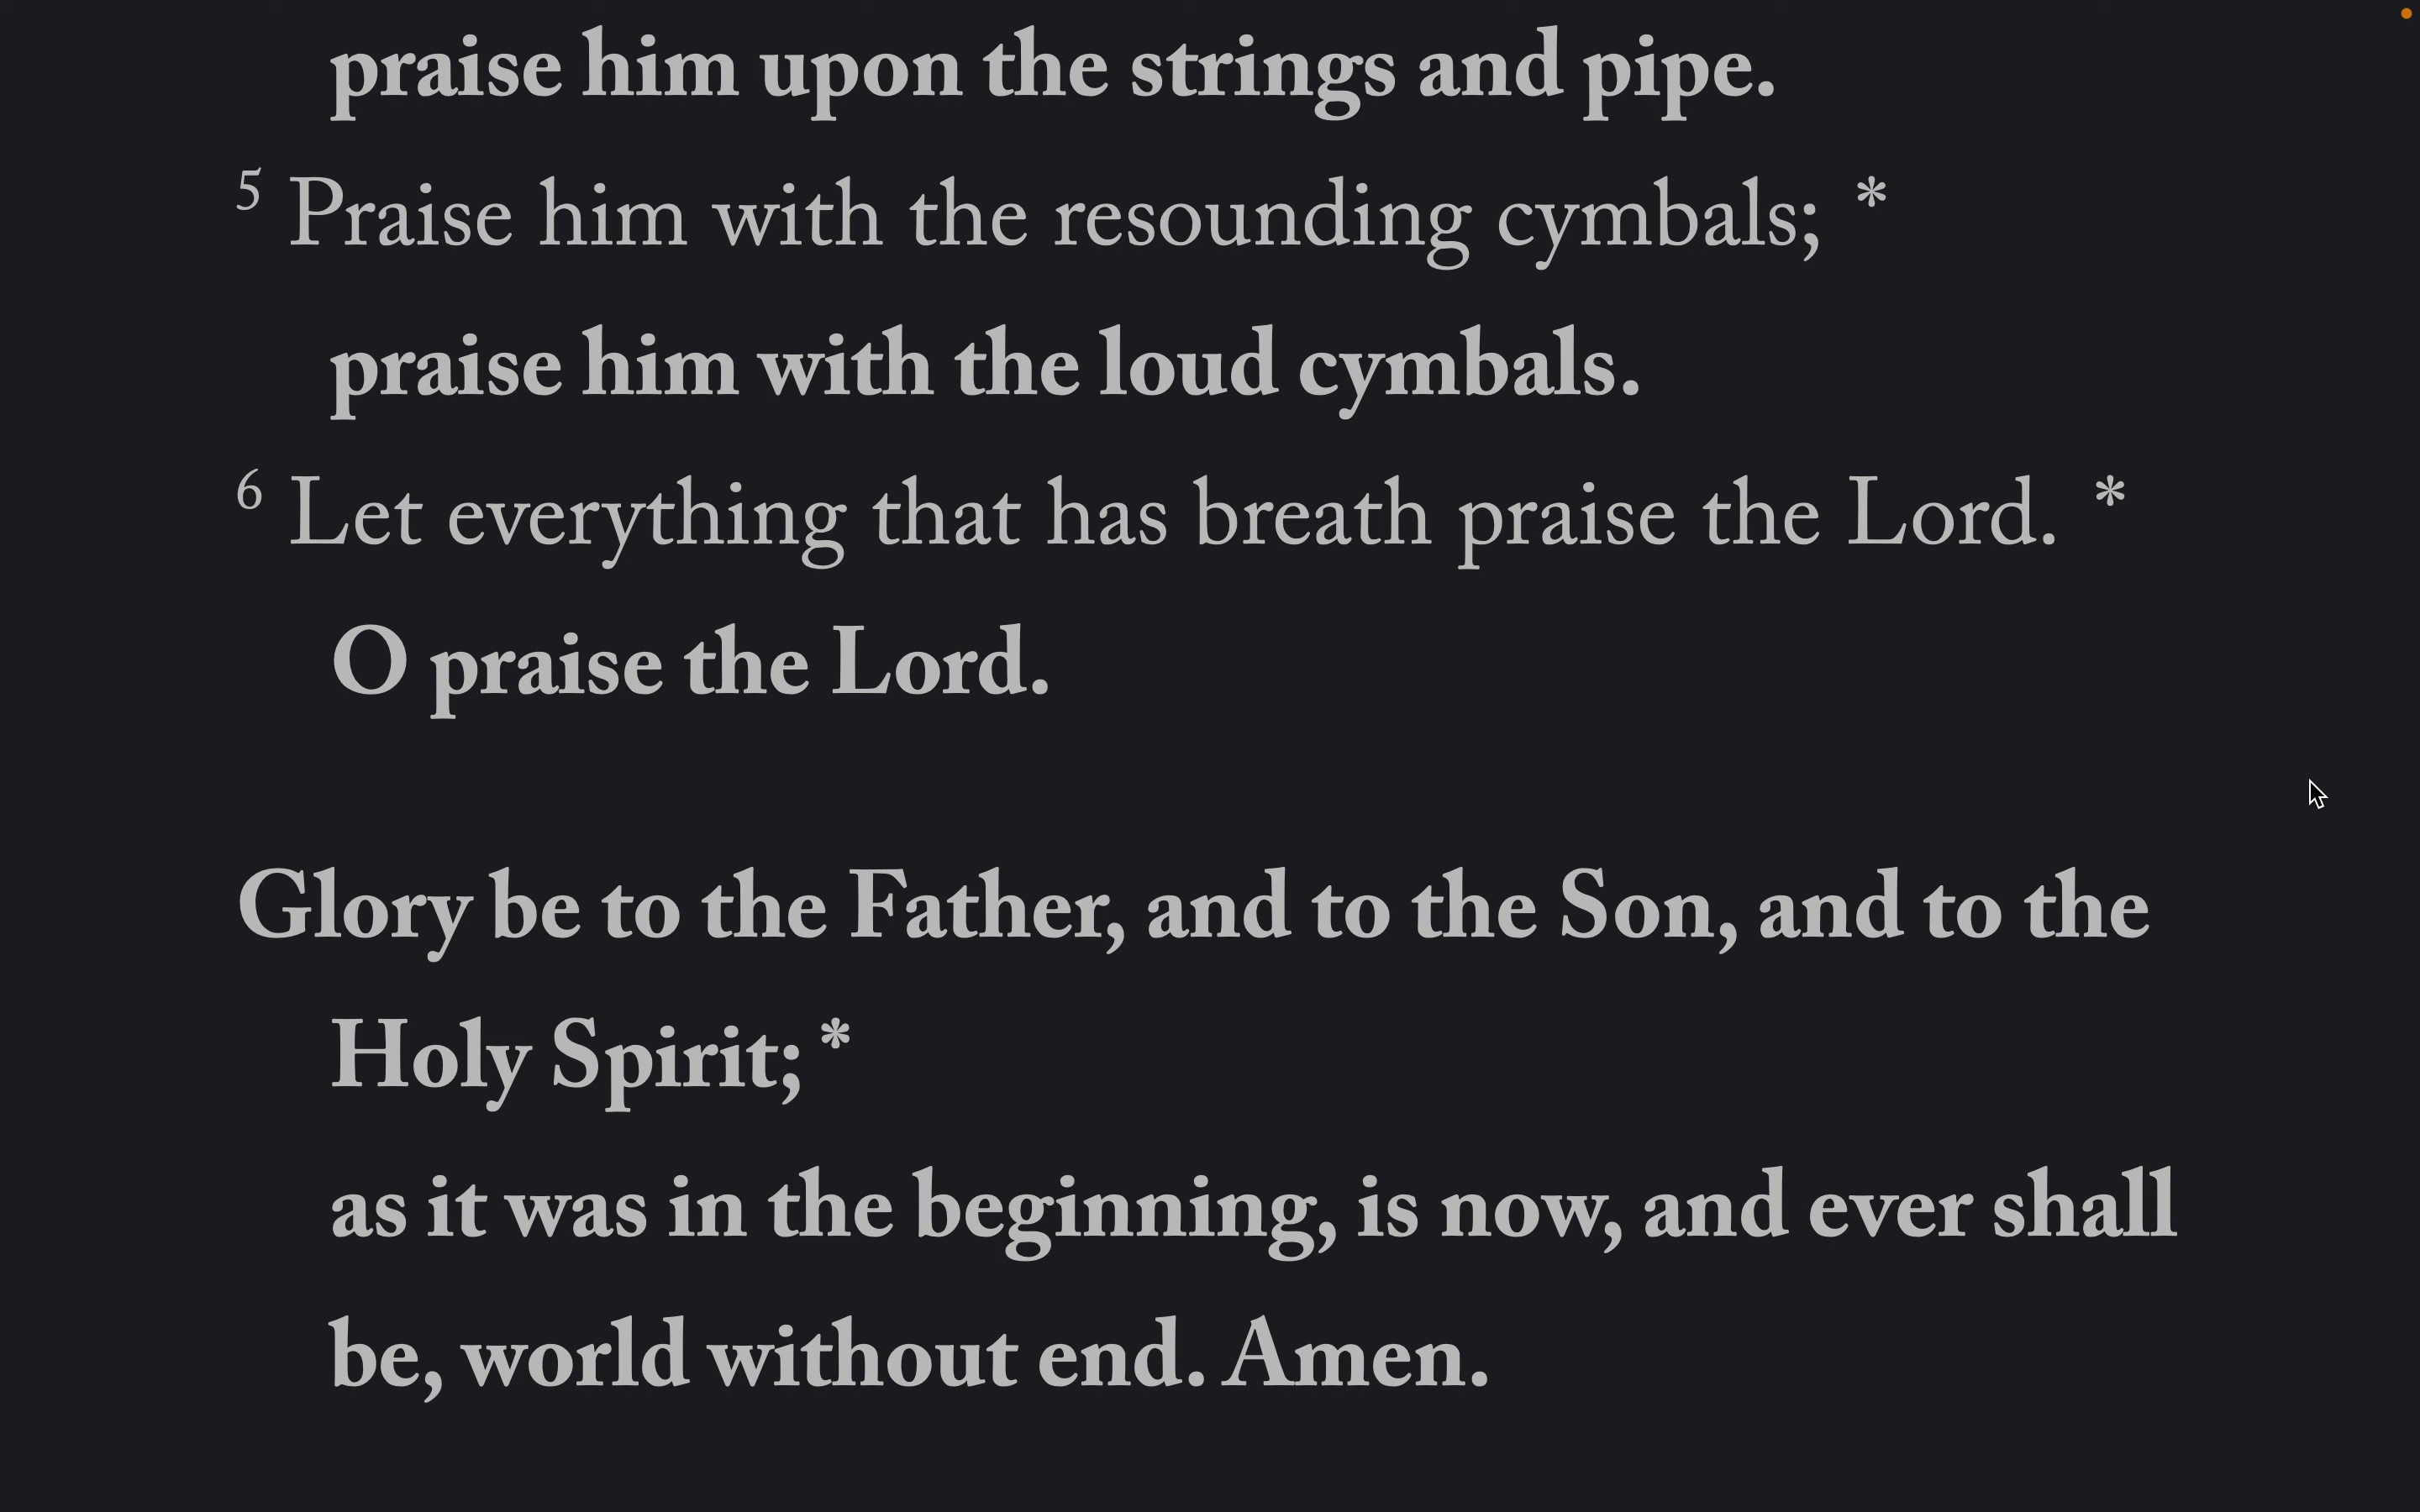 praise him upon the strings and pipe.
5 Praise him with the resounding cymbals; *
praise him with the loud cymbals.
6 Let everything that has breath praise the Lord. *
O praise the Lord.
Glory be to the Father, and to the Son, and to the
Holy Spirit; *
as it was in the beginning, is now, and ever shall
be, world without end. Amen.